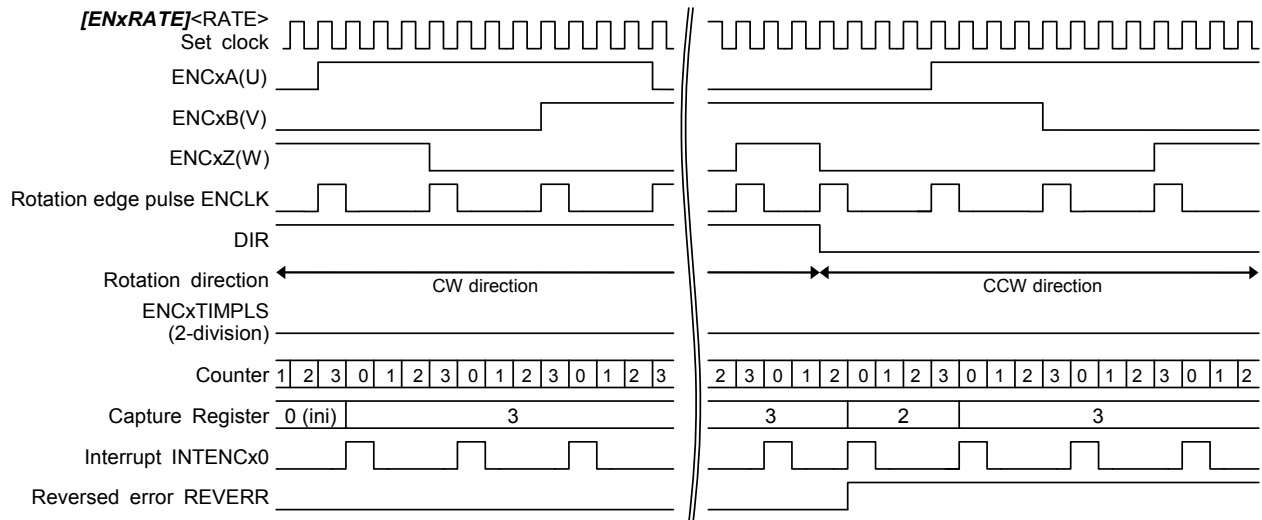 [ENxRATE]<RATE>
Set clock
ENCxA(U)
ENCxB(V)
ENCxZ(W)
Rotation edge pulse ENCLK
DIR
Rotation direction CW direction CCW direction
ENCxTIMPLS
(2-division)
Counter 1 2 3 0 1 2 3 0 1 2 3 0 1 2 3 2 3 0 1 2 0 1 2 3 0 1 2 3 0 1 2 3 0 1 2
Capture Register 0 (ini) 3 3 2 3
Interrupt INTENCx0
Reversed error REVERR